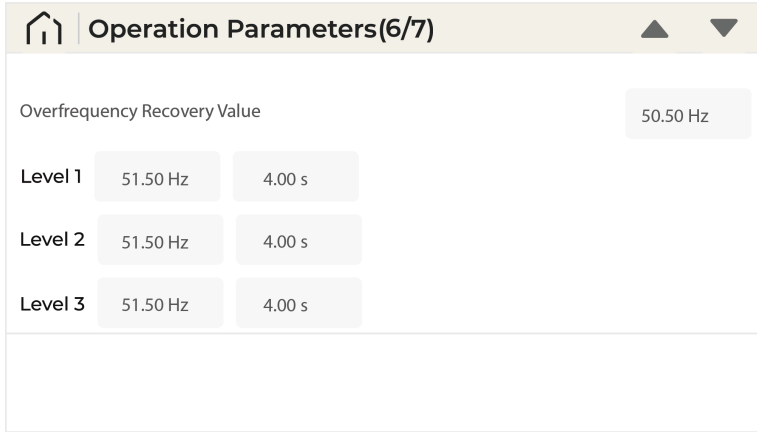 Operation Parameters(6/7)
Overfrequency Recovery Value 50.50 Hz
Level 1 51.50 Hz 4.00 s
Level 2 51.50 Hz 4.00 s
Level 3 51.50 Hz 4.00 s